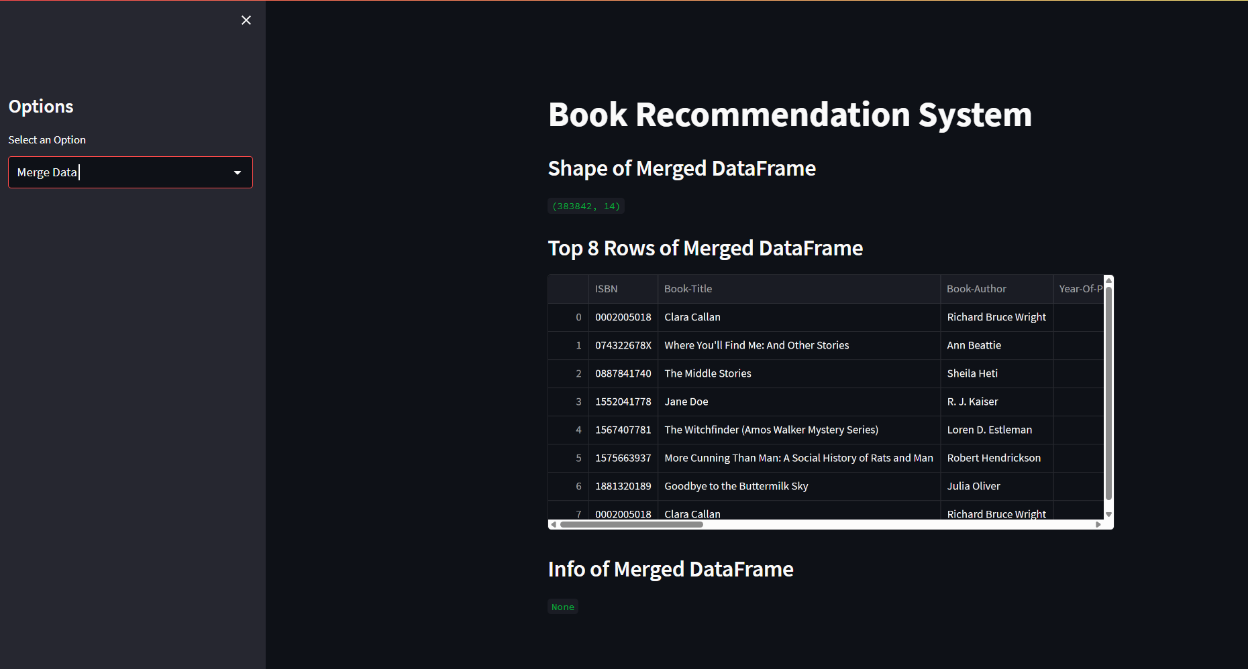 Options
Select an Option
Merge Data
Book Recommendation System
Shape of Merged DataFrame
(383842, 14)
Top 8 Rows of Merged DataFrame
ISBN Book-Title Book-Author Year-Of-P
0 0002005018 Clara Callan Richard Bruce Wright
1 074322678X Where You'll Find Me: And Other Stories Ann Beattie
2 0887841740 The Middle Stories Sheila Heti
3 1552041778 Jane Doe R. J. Kaiser
4 1567407781 The Witchfinder (Amos Walker Mystery Series) Loren D. Estleman
5 1575663937 More Cunning Than Man: A Social History of Rats and Man Robert Hendrickson
6 1881320189 Goodbye to the Buttermilk Sky Julia Oliver
7 0002005018 Clara Callan Richard Bruce Wright
Info of Merged DataFrame
None